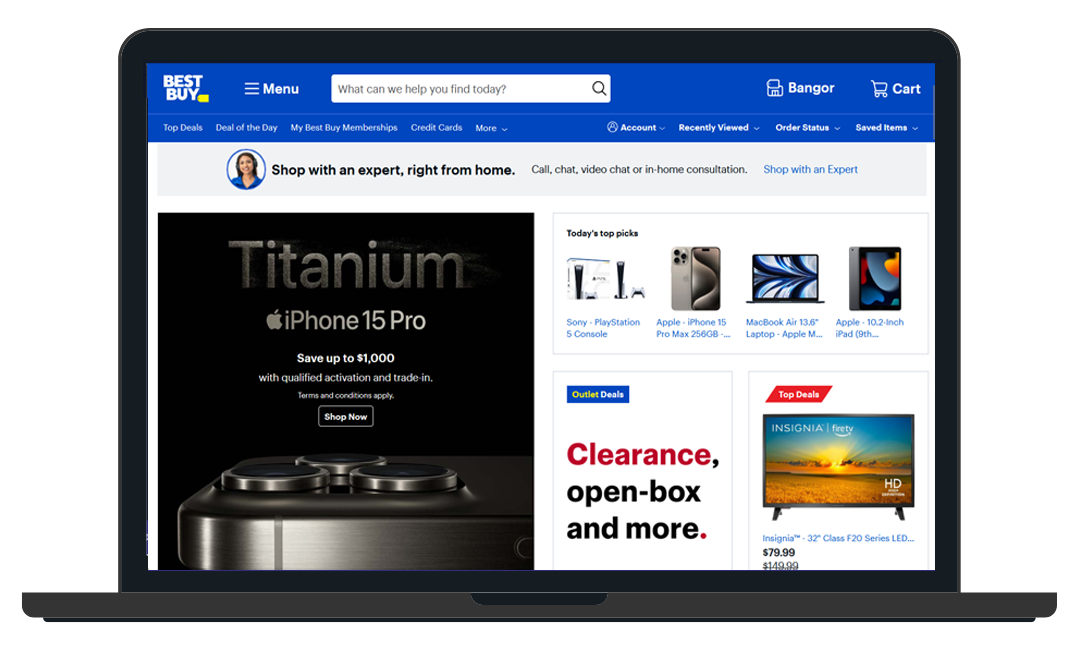 BEST
BUY
Menu
What can we help you find today?
Bangor
Cart
Top Deals
Deal of the Day
My Best Buy Memberships
Credit Cards
More
Account
Recently Viewed
Order Status
Saved Items
Shop with an expert, right from home.
Call, chat, video chat or in-home consultation.
Shop with an Expert
Titanium
iPhone 15 Pro
Save up to $1,000
with qualified activation and trade-in.
Terms and conditions apply.
Shop Now
Today's top picks
Sony - PlayStation
5 Console
Apple - iPhone 15
Pro Max 256GB -...
MacBook Air 13.6"
Laptop - Apple M...
Apple - 10.2-Inch
iPad (9th...
Outlet Deals
Clearance,
open-box
and more.
Top Deals
INSIGNIA | fire tv
HD
Insignia™ - 32" Class F20 Series LED...
$79.99
$149.99